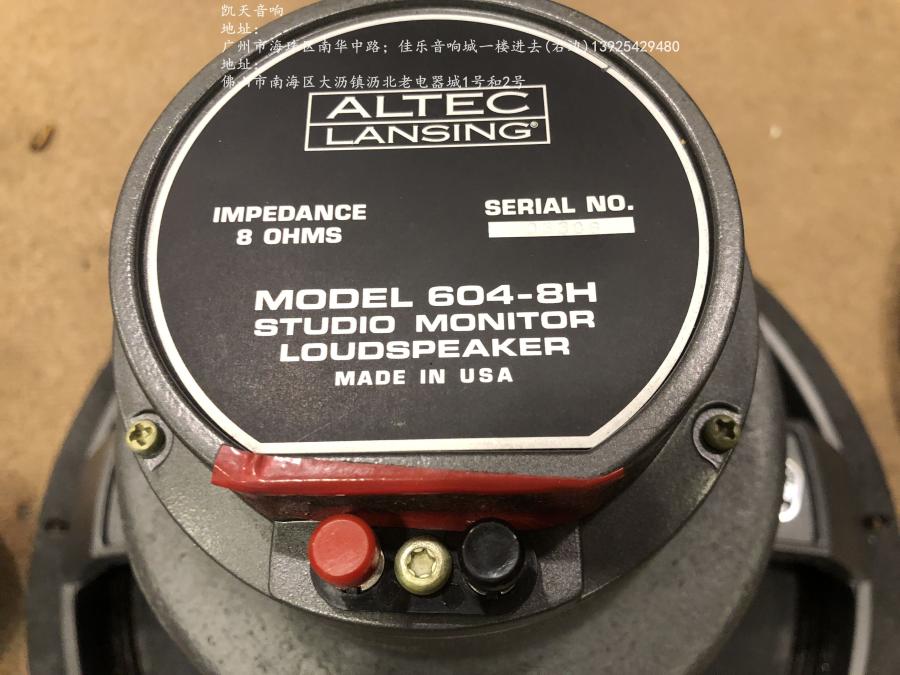 凯天音响
地址:
广州市海珠区南华中路; 佳乐音响城一楼进去(右边)13925429480
地址:
佛山市南海区大沥镇沥北老电器城1号和2号
ALTEC
LANSING®
IMPEDANCE
8 OHMS
SERIAL NO.
MODEL 604-8H
STUDIO MONITOR
LOUDSPEAKER
MADE IN USA